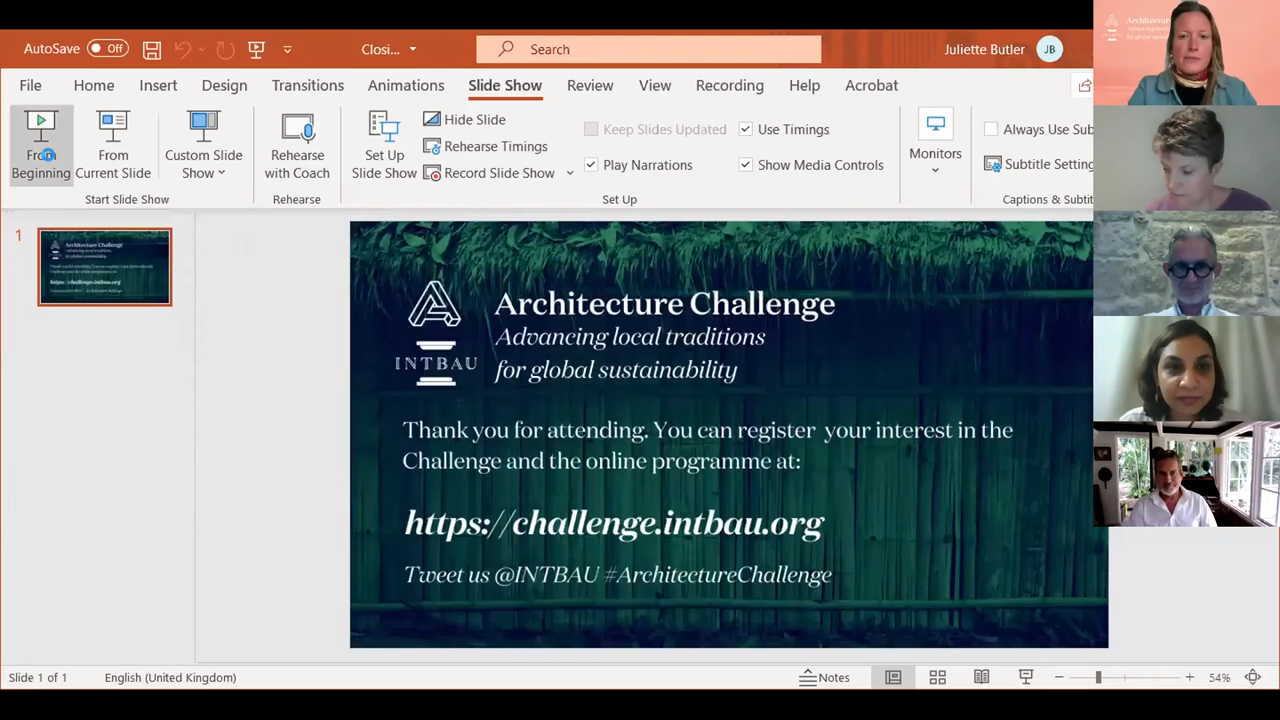 AutoSave Off
Closi...
Search
Juliette Butler JB
File Home Insert Design Transitions Animations Slide Show Review View Recording Help Acrobat
From Beginning
From Current Slide
Custom Slide Show
Start Slide Show
Rehearse with Coach
Rehearse
Set Up Slide Show
Hide Slide
Rehearse Timings
Record Slide Show
Keep Slides Updated
Play Narrations
Use Timings
Show Media Controls
Set Up
Monitors
Always Use Sub
Subtitle Setting
Captions & Subtit
1
Architecture Challenge
Advancing local traditions
for global sustainability
INTBAU
Thank you for attending. You can register your interest in the
Challenge and the online programme at:
https://challenge.intbau.org
Tweet us @INTBAU #ArchitectureChallenge
Slide 1 of 1
English (United Kingdom)
Notes
54%